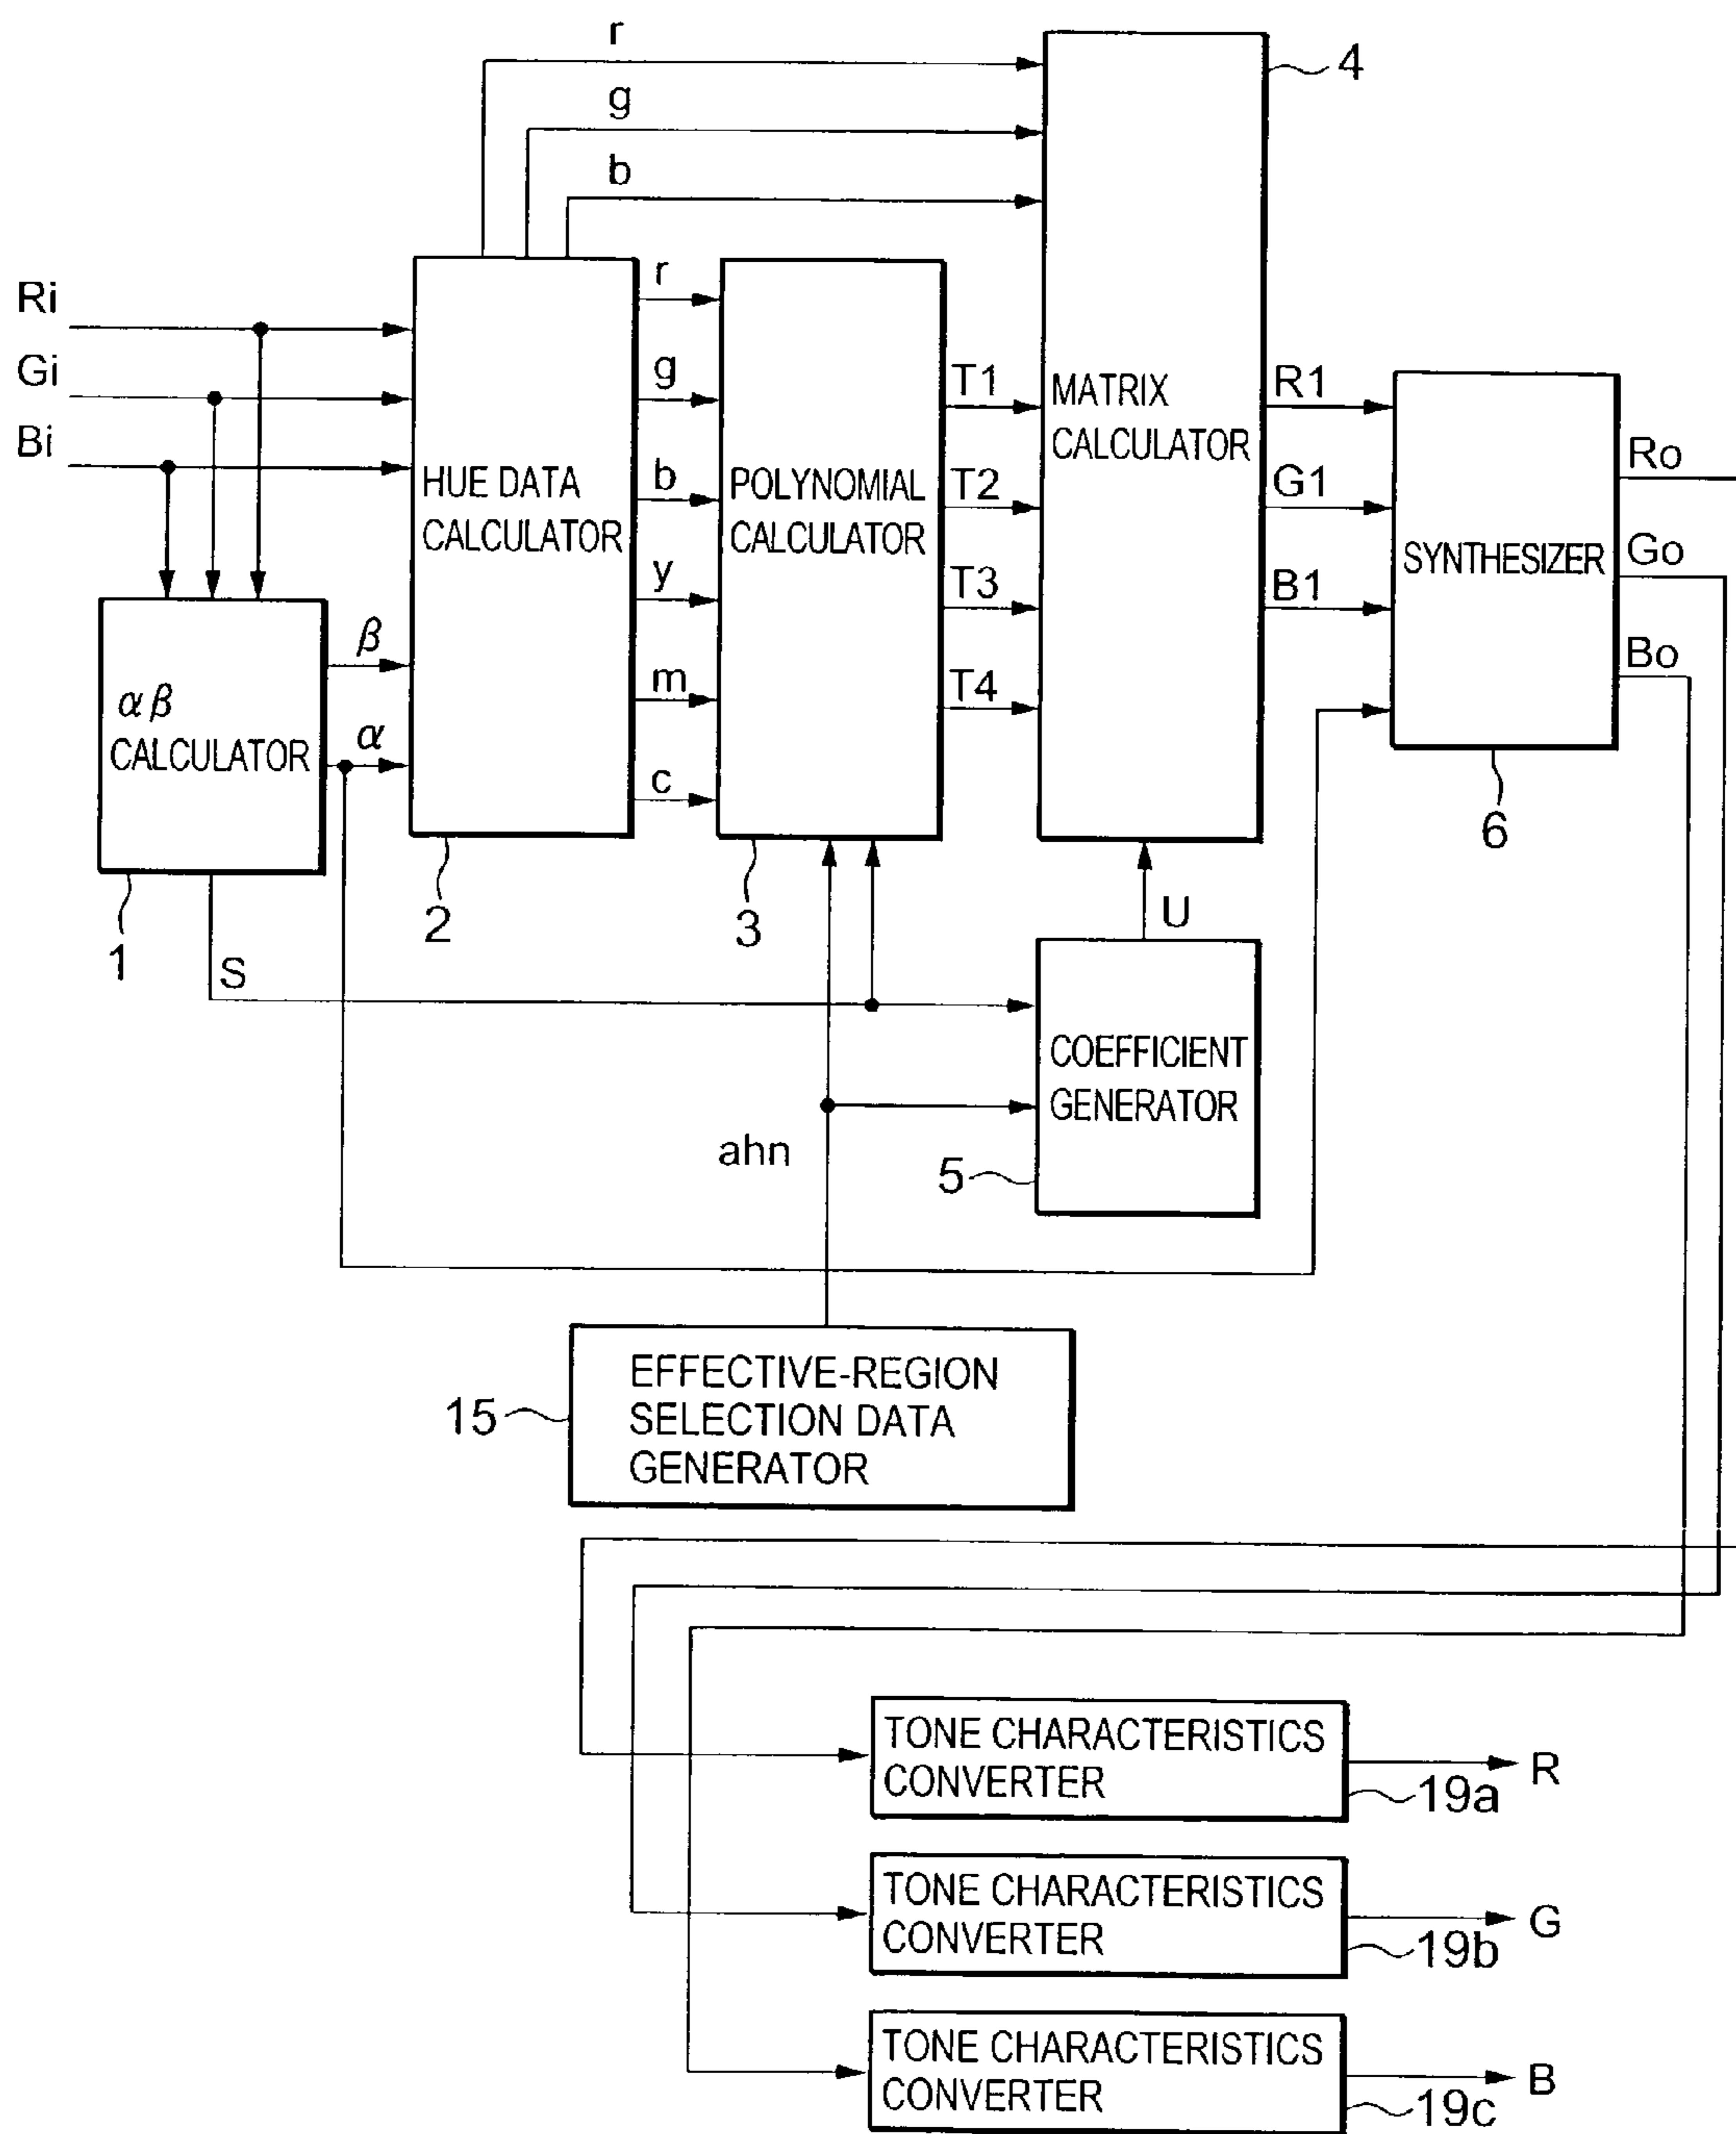 r
4
g
b
Ri
Gi
Bi
r
g
b
y
m
c
HUE DATA
CALCULATOR
2
POLYNOMIAL
CALCULATOR
3
T1
T2
T3
T4
MATRIX
CALCULATOR
R1
G1
B1
SYNTHESIZER
6
Ro
Go
Bo
β
α
α β
CALCULATOR
1
S
U
COEFFICIENT
GENERATOR
5
ahn
EFFECTIVE-REGION
SELECTION DATA
GENERATOR
15
TONE CHARACTERISTICS
CONVERTER
R
19a
TONE CHARACTERISTICS
CONVERTER
G
19b
TONE CHARACTERISTICS
CONVERTER
B
19c